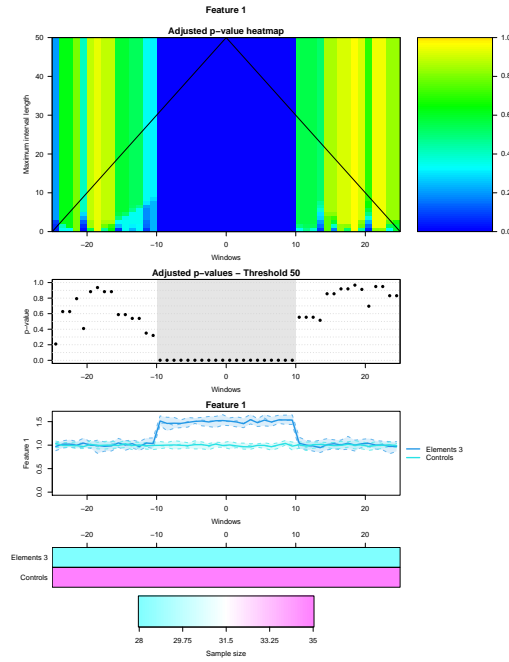 Feature 1
Adjusted p−value heatmap
Maximum interval length
50
40
30
20
10
0
−20 −10 0 10 20
Windows
1.0
0.8
0.6
0.4
0.2
0.0
Adjusted p−values − Threshold 50
p−value
1.0
0.8
0.6
0.4
0.2
0.0
−20 −10 0 10 20
Windows
Feature 1
Feature 1
1.5
1.0
0.5
0.0
−20 −10 0 10 20
Windows
Elements 3
Controls
−20 −10 0 10 20
Elements 3
Controls
28 29.75 31.5 33.25 35
Sample size